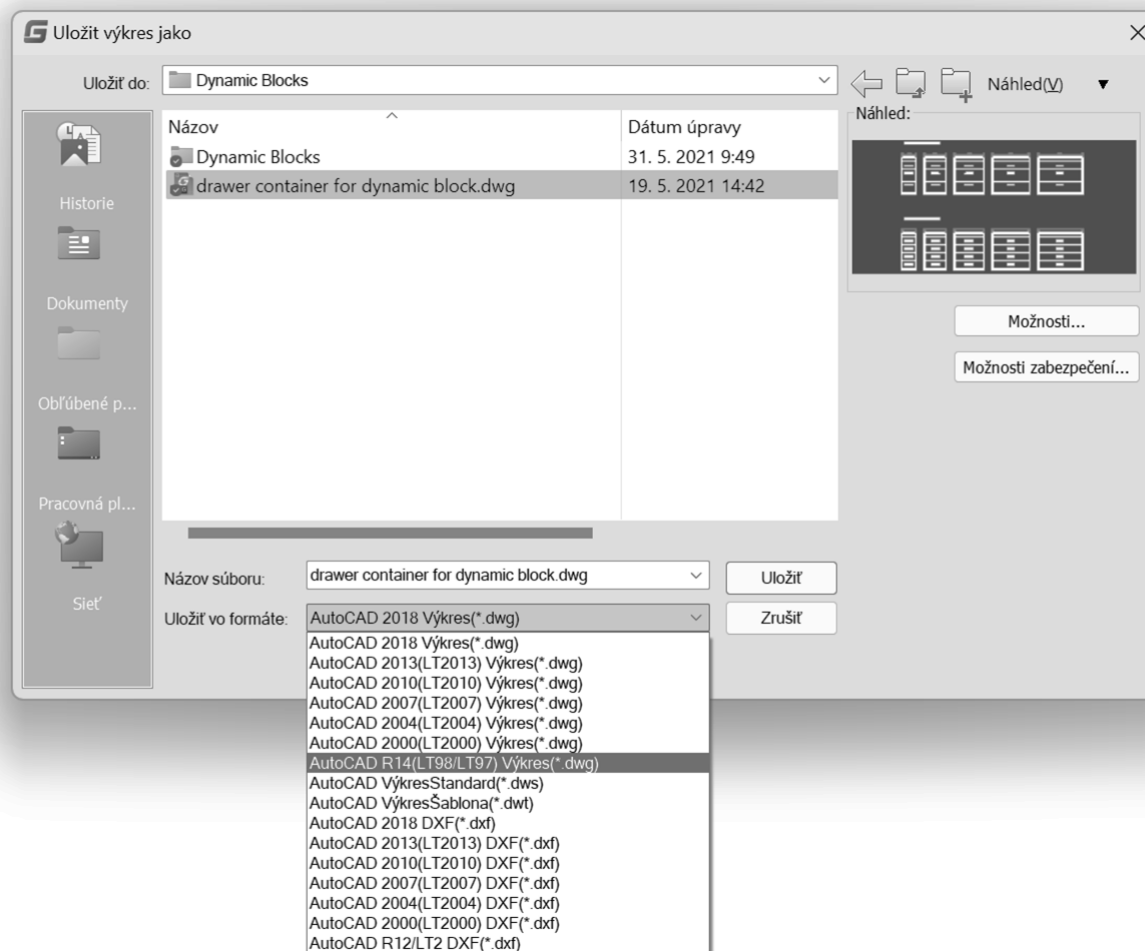 Uložit výkres jako
Uložiť do:
Dynamic Blocks
Náhled(V)
Názov
Dátum úpravy
Náhled:
Dynamic Blocks
31. 5. 2021 9:49
drawer container for dynamic block.dwg
19. 5. 2021 14:42
Historie
Dokumenty
Obľúbené p...
Pracovná pl...
Sieť
Možnosti...
Možnosti zabezpečení...
Názov súboru:
drawer container for dynamic block.dwg
Uložiť
Uložiť vo formáte:
AutoCAD 2018 Výkres(*.dwg)
Zrušiť
AutoCAD 2018 Výkres(*.dwg)
AutoCAD 2013(LT2013) Výkres(*.dwg)
AutoCAD 2010(LT2010) Výkres(*.dwg)
AutoCAD 2007(LT2007) Výkres(*.dwg)
AutoCAD 2004(LT2004) Výkres(*.dwg)
AutoCAD 2000(LT2000) Výkres(*.dwg)
AutoCAD R14(LT98/LT97) Výkres(*.dwg)
AutoCAD VýkresStandard(*.dws)
AutoCAD VýkresŠablona(*.dwt)
AutoCAD 2018 DXF(*.dxf)
AutoCAD 2013(LT2013) DXF(*.dxf)
AutoCAD 2010(LT2010) DXF(*.dxf)
AutoCAD 2007(LT2007) DXF(*.dxf)
AutoCAD 2004(LT2004) DXF(*.dxf)
AutoCAD 2000(LT2000) DXF(*.dxf)
AutoCAD R12/LT2 DXF(*.dxf)